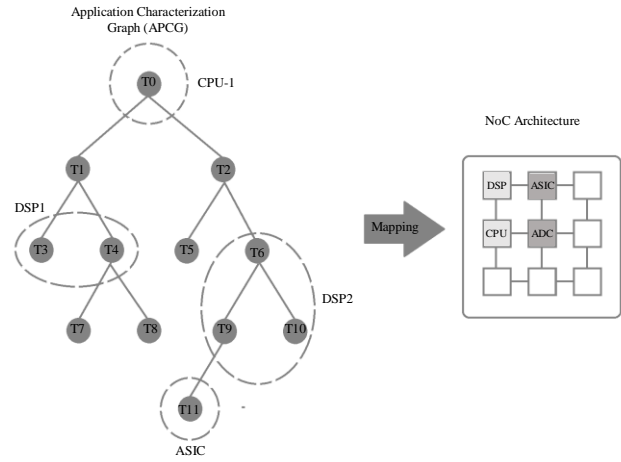 Application Characterization
Graph (APCG)
T0
CPU-1
NoC Architecture
T1
T2
DSP
ASIC
DSP1
Mapping
CPU
ADC
T3
T4
T5
T6
DSP2
T7
T8
T9
T10
T11
ASIC